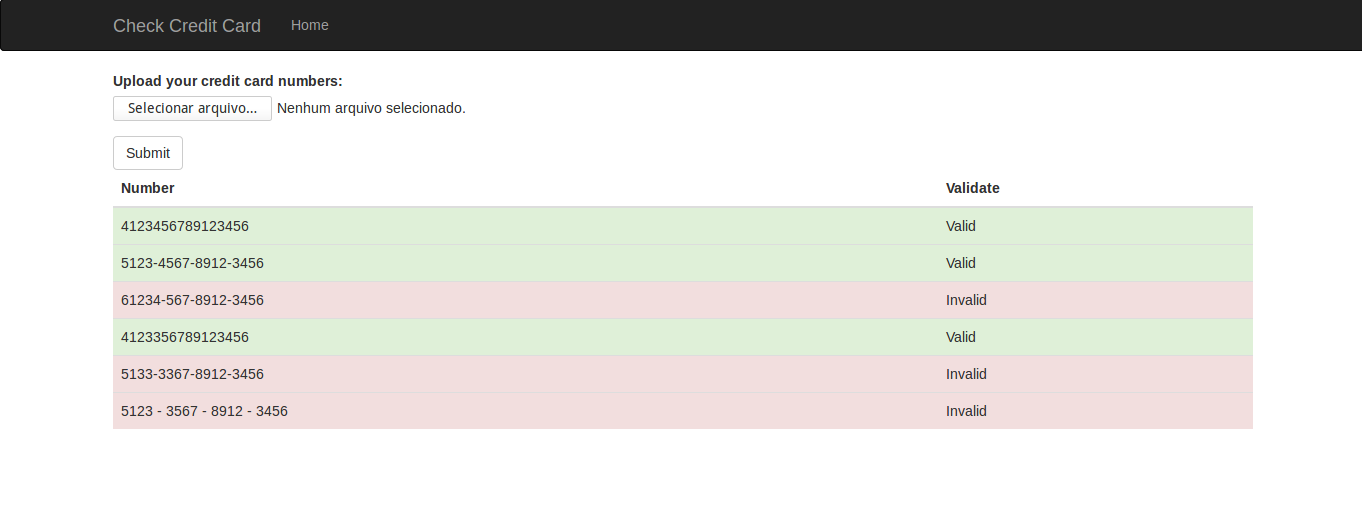 Check Credit Card Home
Upload your credit card numbers:
Selecionar arquivo... Nenhum arquivo selecionado.
Submit
Number Validate
4123456789123456 Valid
5123-4567-8912-3456 Valid
61234-567-8912-3456 Invalid
4123356789123456 Valid
5133-3367-8912-3456 Invalid
5123 - 3567 - 8912 - 3456 Invalid